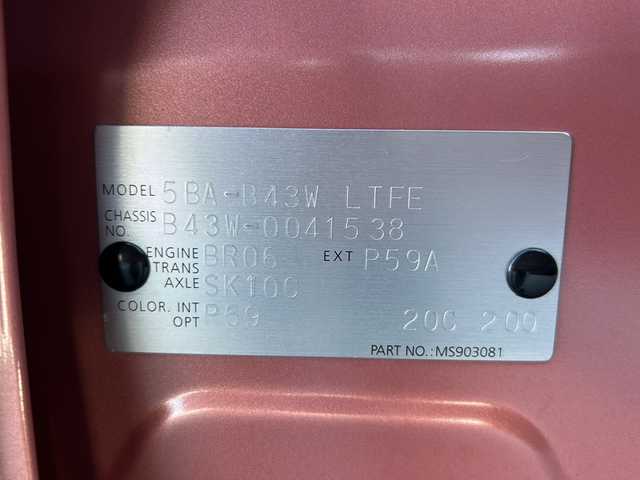 MODEL 5BA-B43W LTFE
CHASSIS NO. B43W-0041538
ENGINE BR06 EXT P59A
TRANS AXLE SK10C
COLOR. INT P59
OPT 20C 200
PART NO.:MS903081